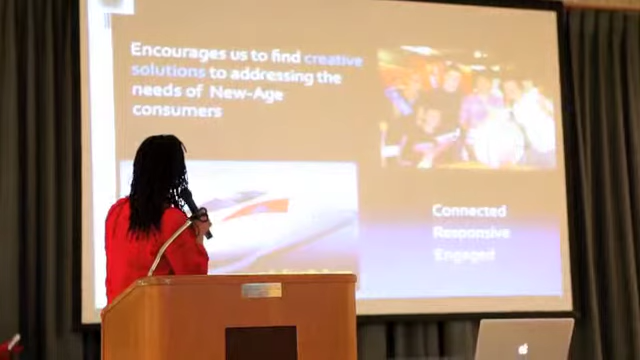 Encourages us to find creative
solutions to addressing the
needs of New-Age
consumers
Connected
Responsive
Engaged